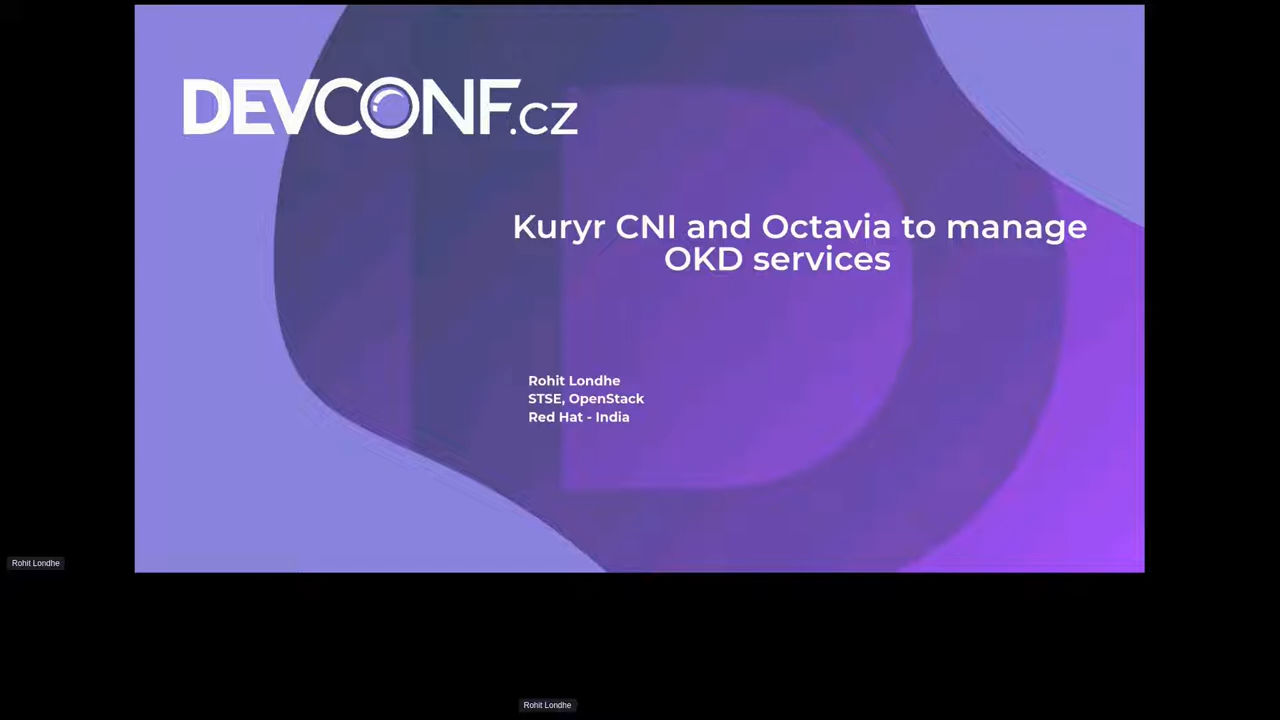 DEVCONF.cz
Kuryr CNI and Octavia to manage
OKD services
Rohit Londhe
STSE, OpenStack
Red Hat - India
Rohit Londhe
Rohit Londhe